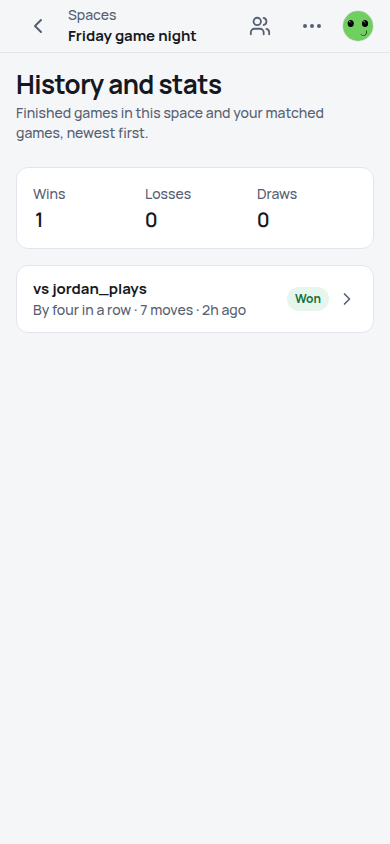 Spaces
Friday game night
History and stats
Finished games in this space and your matched
games, newest first.
Wins
Losses
Draws
1
0
0
vs jordan_plays
By four in a row · 7 moves · 2h ago
Won